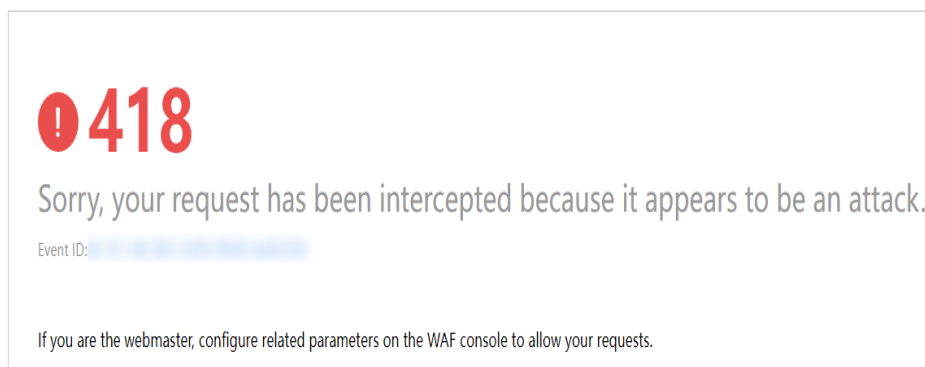 ! 418
Sorry, your request has been intercepted because it appears to be an attack.
Event ID:
If you are the webmaster, configure related parameters on the WAF console to allow your requests.